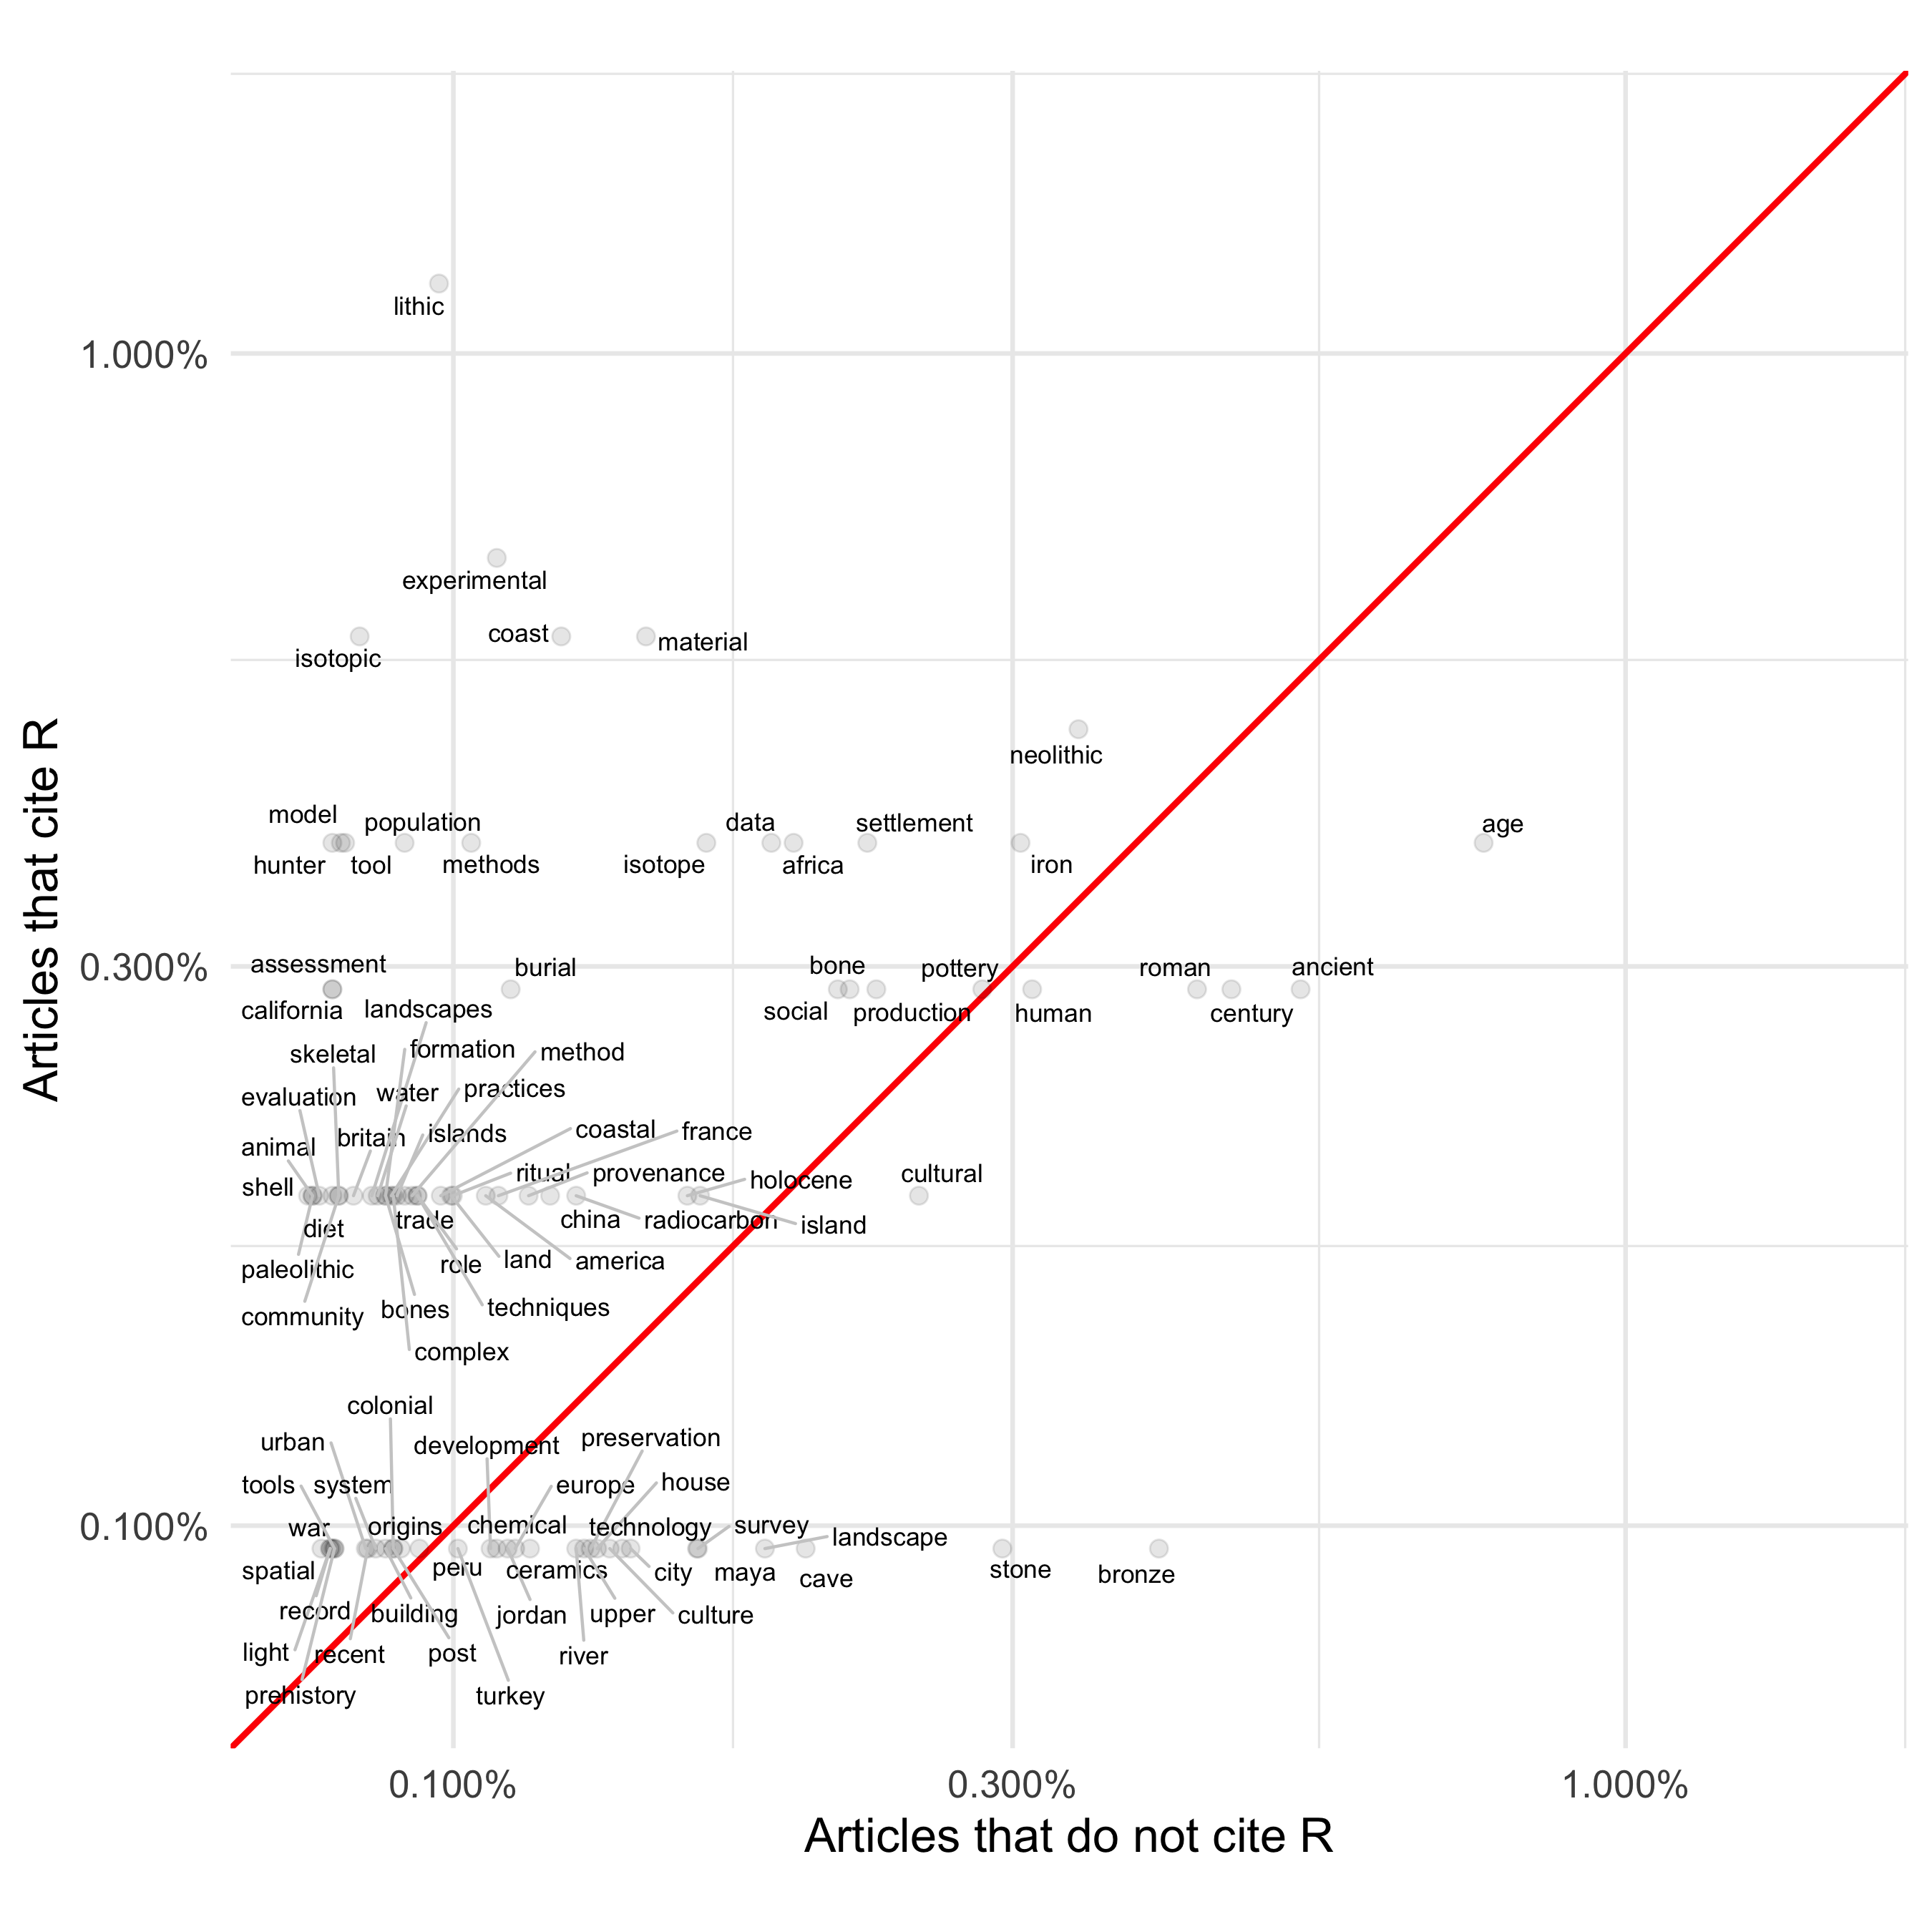 lithic
1.000%
experimental
coast
material
isotopic
neolithic
model
population
data
settlement
age
hunter
tool
methods
isotope
africa
iron
0.300%
assessment
burial
bone
pottery
roman
ancient
california
landscapes
social
production
human
century
skeletal
formation
method
evaluation
water
practices
animal
britain
islands
coastal
france
shell
ritual
provenance
holocene
cultural
diet
trade
china
radiocarbon
island
paleolithic
role
land
america
community
bones
techniques
complex
colonial
urban
development
preservation
tools
system
europe
house
0.100%
war
origins
chemical
technology
survey
landscape
spatial
peru
ceramics
city
maya
cave
stone
bronze
record
building
jordan
upper
culture
light
recent
post
river
prehistory
turkey
0.100%
0.300%
1.000%
Articles that do not cite R
Articles that cite R